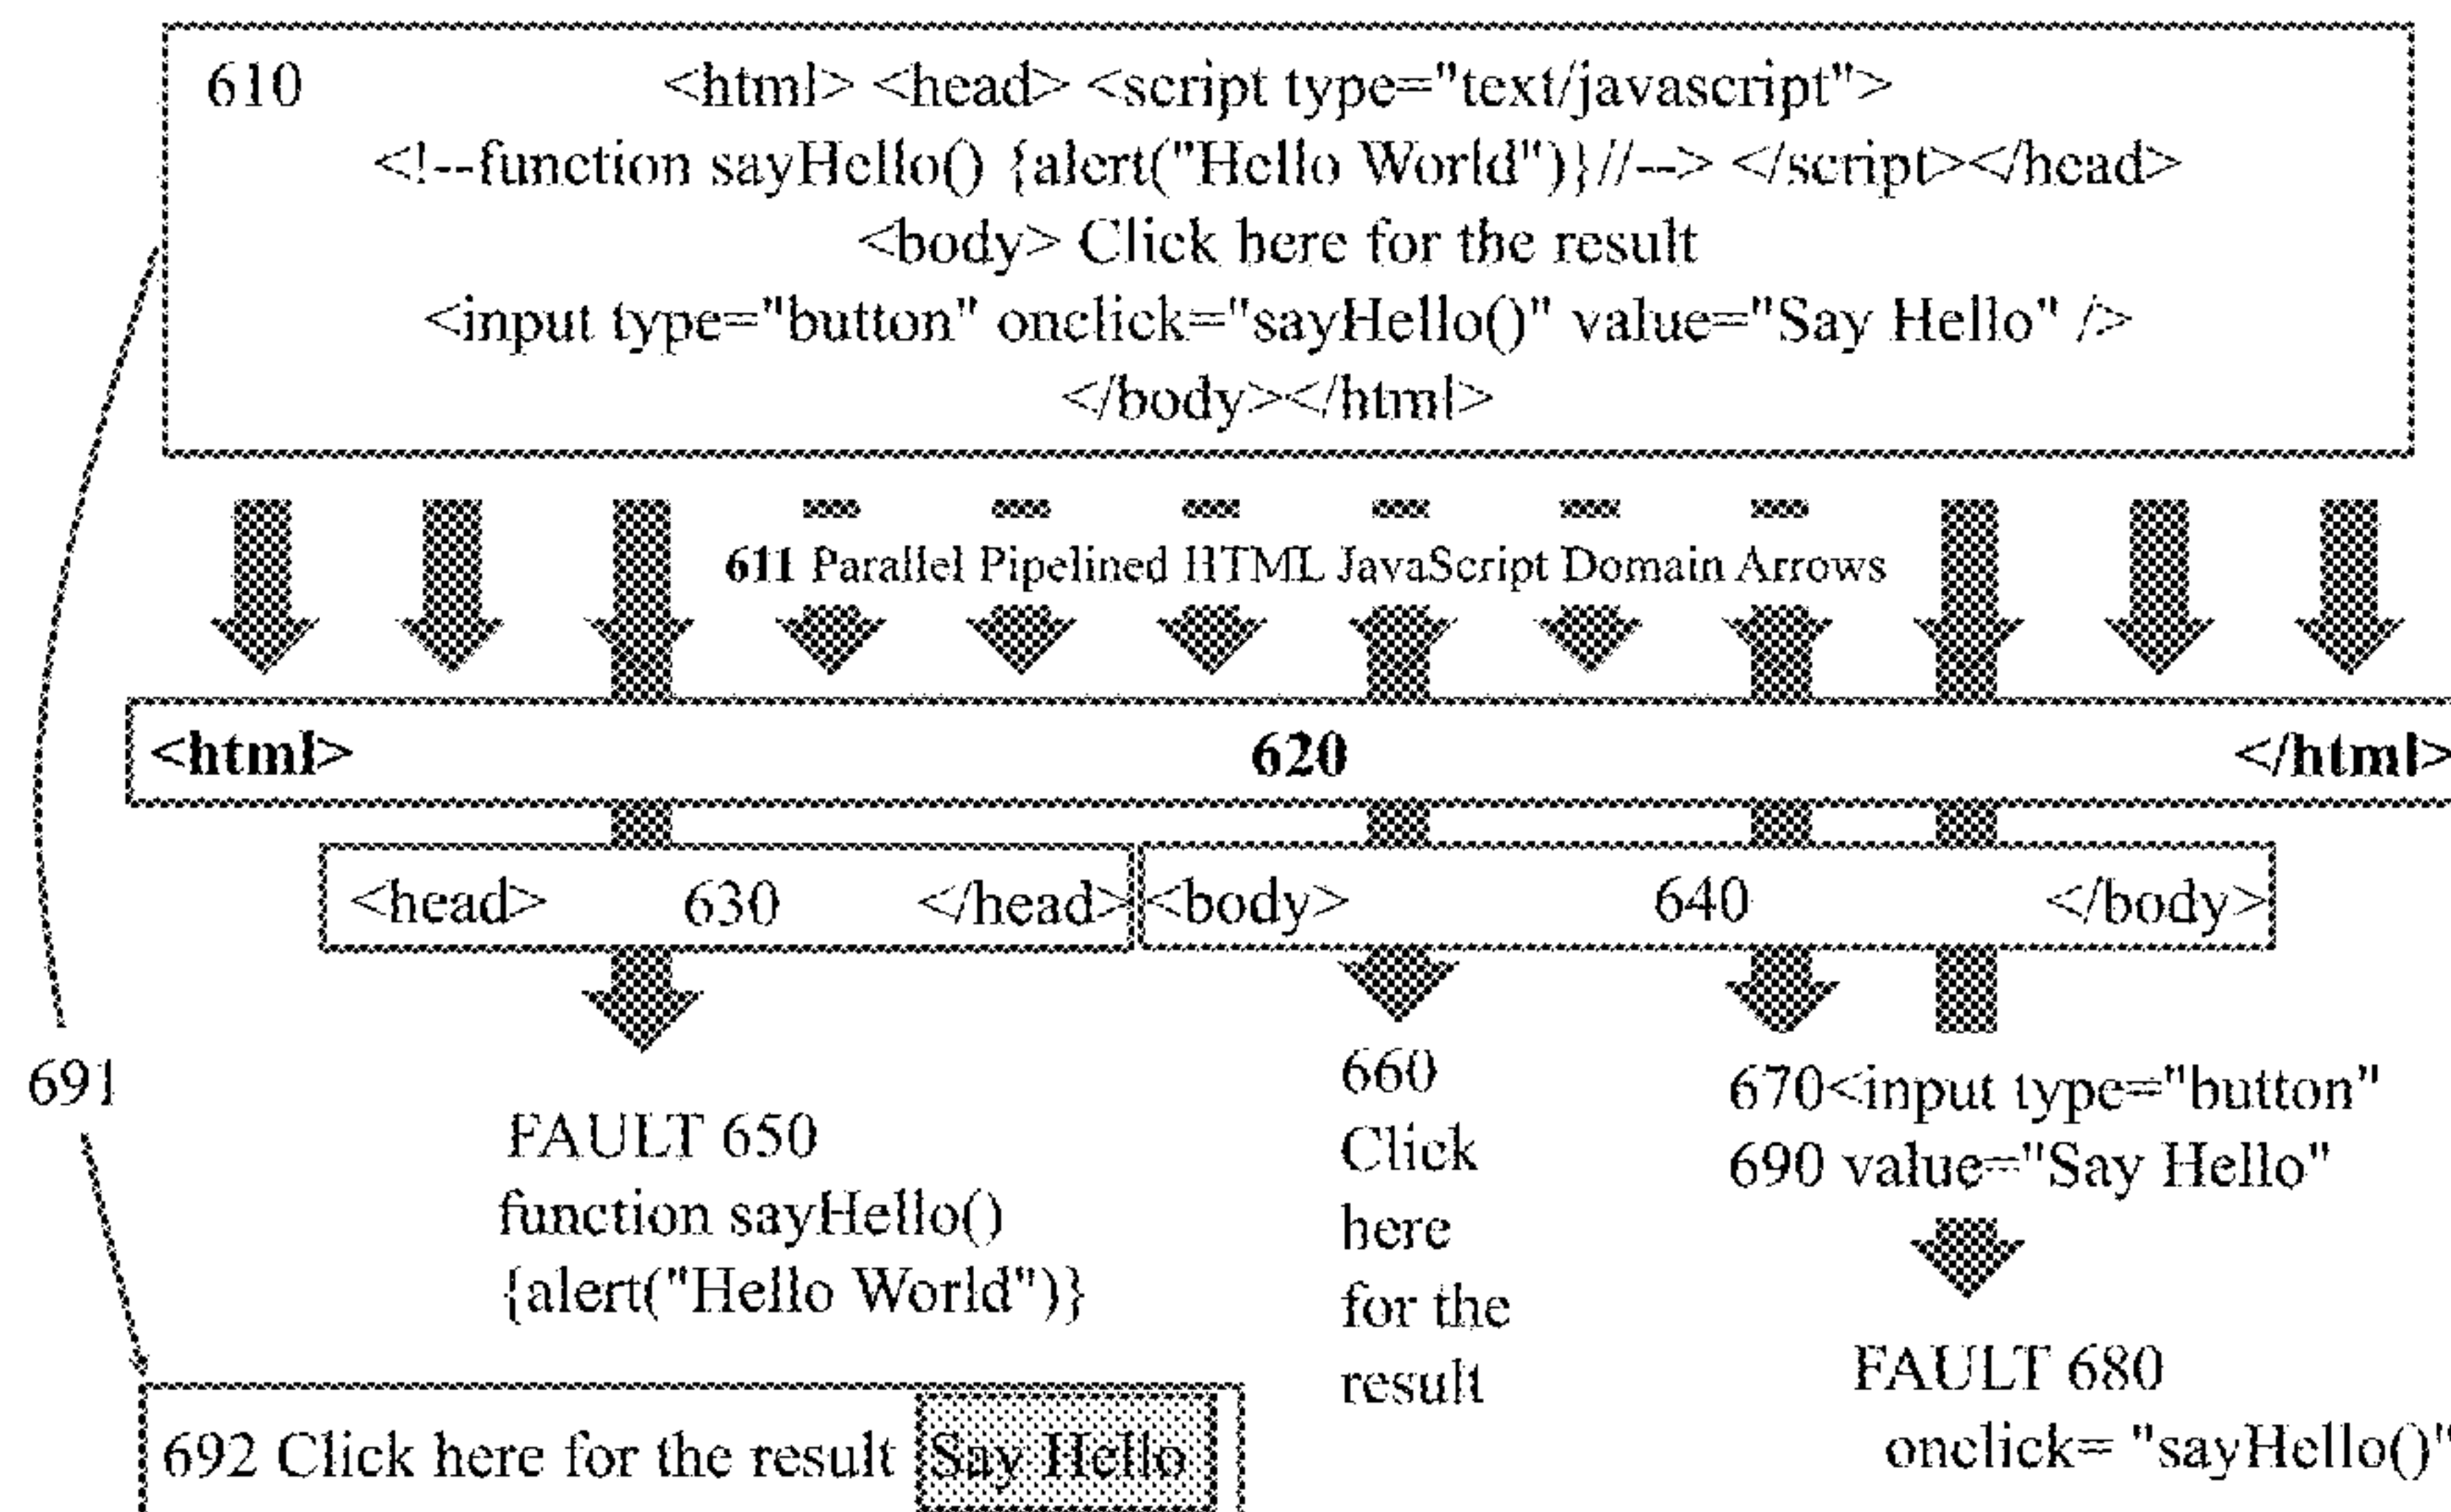 610 <html> <head> <script type="text/javascript">
<!--function sayHello() {alert("Hello World")}//--> </script></head>
<body> Click here for the result
<input type="button" onclick="sayHello()" value="Say Hello" />
</body></html>
611 Parallel Pipelined HTML JavaScript Domain Arrows
<html> 620 </html>
<head> 630 </head>
<body> 640 </body>
691
FAULT 650
function sayHello()
{alert("Hello World")}
660
Click
here
for the
result
670<input type="button"
690 value="Say Hello"
FAULT 680
onclick= "sayHello()"
692 Click here for the result Say Hello